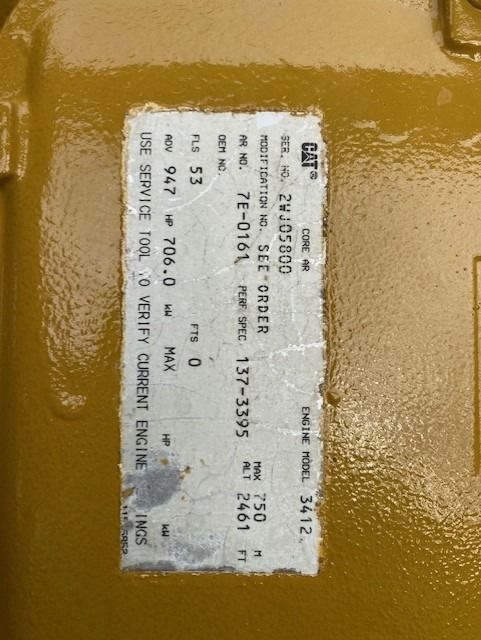 CAT® CORE AR ENGINE MODEL 3412
SER. NO. 2WJ05800
MODIFICATION NO. SEE ORDER MAX ALT 750 M
AR NO. 7E-0161 PERF SPEC 137-3395 2461 FT
OEM NO.
FLS 53 FTS 0
ADV 947 HP 706.0 kW MAX HP kW
USE SERVICE TOOL TO VERIFY CURRENT ENGINE INGS